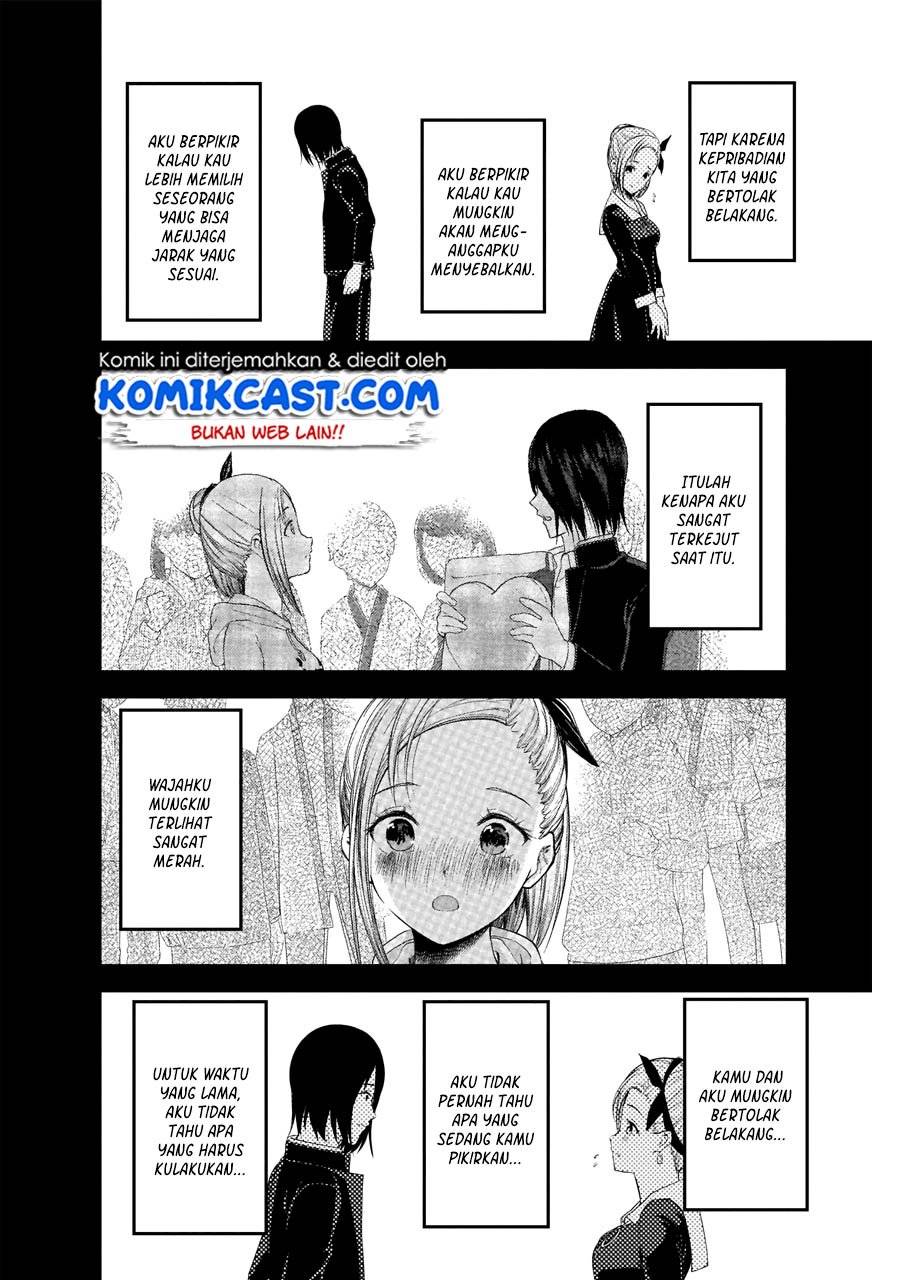 TAPI KARENA
KEPRIBADIAN
KITA YANG
BERTOLAK
BELAKANG.
AKU BERPIKIR
KALAU KAU
MUNGKIN
AKAN MENG-
ANGGAPKU
MENYEBALKAN.
AKU BERPIKIR
KALAU KAU
LEBIH MEMILIH
SESEORANG
YANG BISA
MENJAGA
JARAK YANG
SESUAI.
Komik ini diterjemahkan & diedit oleh
KOMIKCAST.COM
BUKAN WEB LAIN!!
ITULAH
KENAPA AKU
SANGAT
TERKEJUT
SAAT ITU.
WAJAHKU
MUNGKIN
TERLIHAT
SANGAT
MERAH.
KAMU DAN
AKU MUNGKIN
BERTOLAK
BELAKANG...
AKU TIDAK
PERNAH TAHU
APA YANG
SEDANG KAMU
PIKIRKAN...
UNTUK WAKTU
YANG LAMA,
AKU TIDAK
TAHU APA
YANG HARUS
KULAKUKAN...